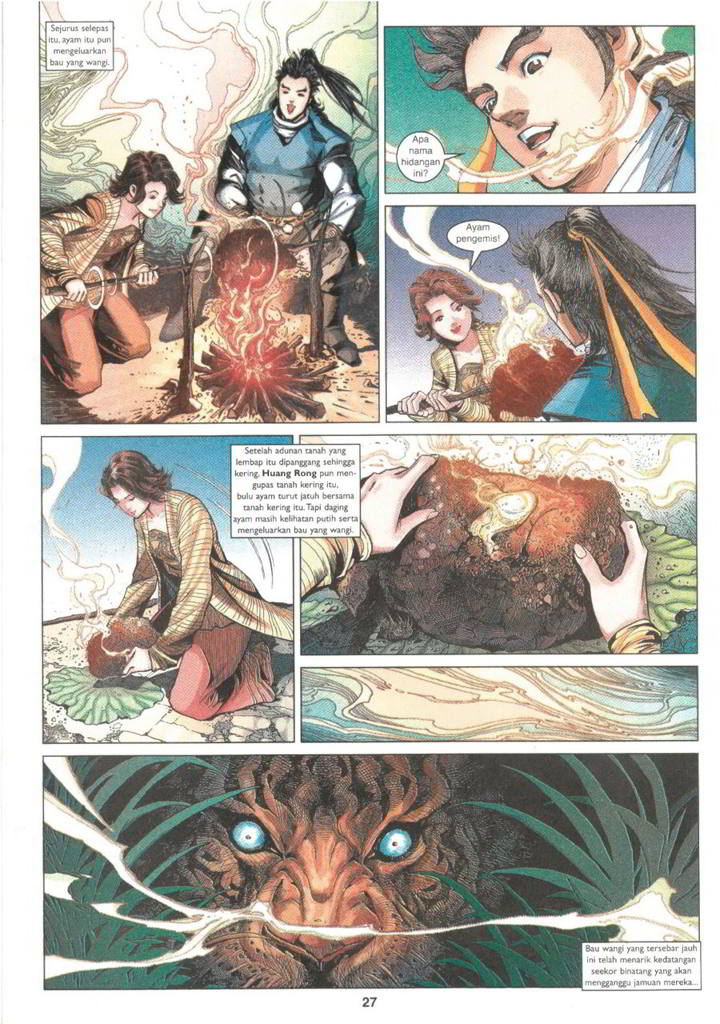 Sejurus selepas
itu, ayam itu pun
mengeluarkan
bau yang wangi.
Apa
nama
hidangan
ini?
Ayam
pengemis!
Setelah adunan tanah yang
lembap itu dipanggang sehingga
kering, Huang Rong pun men-
gupas tanah kering itu,
bulu ayam turut jatuh bersama
tanah kering itu. Tapi daging
ayam masih kelihatan putih serta
mengeluarkan bau yang wangi.
Bau wangi yang tersebar jauh
ini telah menarik kedatangan
seekor binatang yang akan
mengganggu jamuan mereka...
27